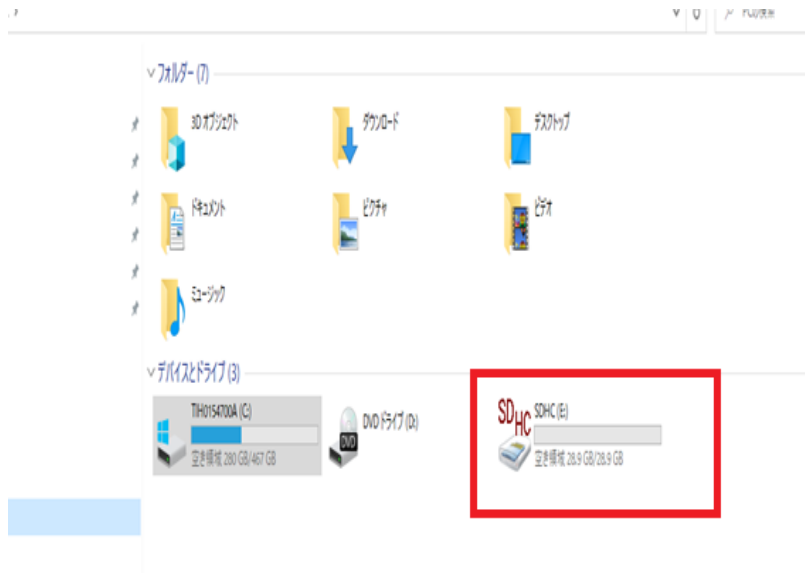 フォルダー (7)
3D オブジェクト
ダウンロード
デスクトップ
ドキュメント
ピクチャ
ビデオ
ミュージック
デバイスとドライブ (3)
TIH0154700A (C:)
空き領域 280 GB/467 GB
DVD
DVD ドライブ (D:)
SDHC
SDHC (E:)
空き領域 28.9 GB/28.9 GB